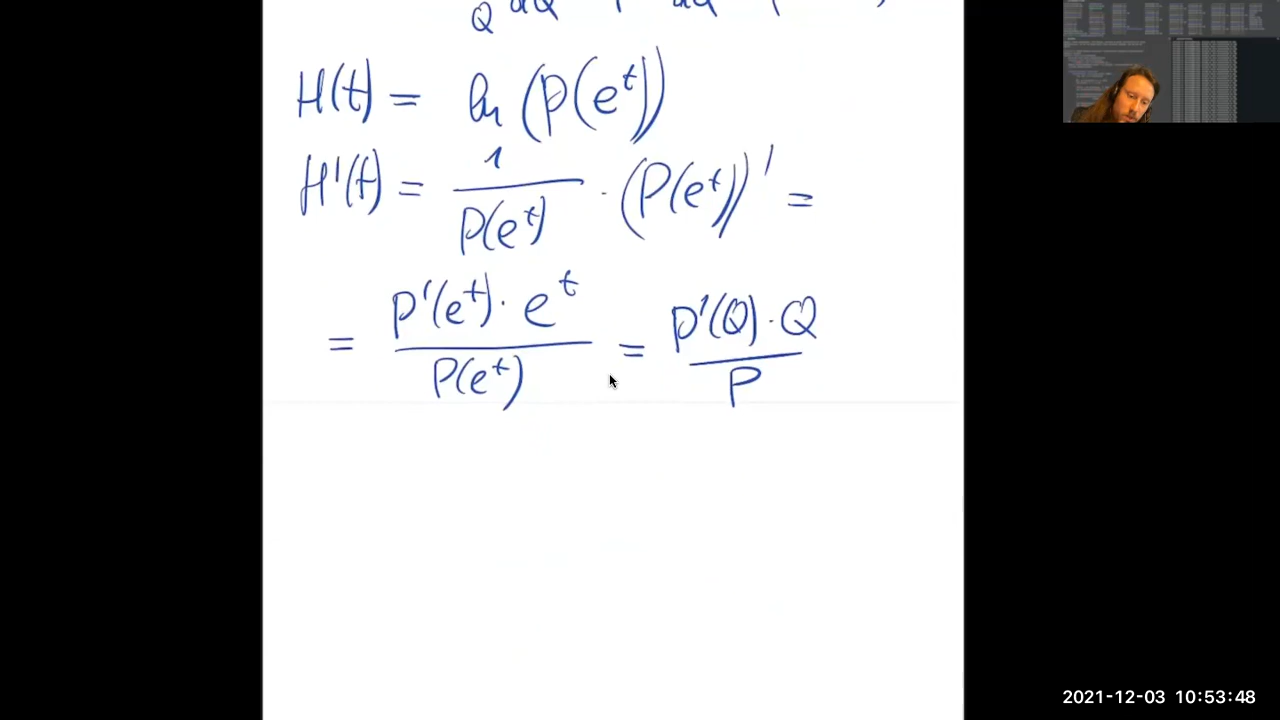 H(t) = ln (P(e^t))
H'(t) = 1/P(e^t) · (P(e^t))' =
= P'(e^t) · e^t / P(e^t) = P'(Q) · Q / P
2021-12-03 10:53:48